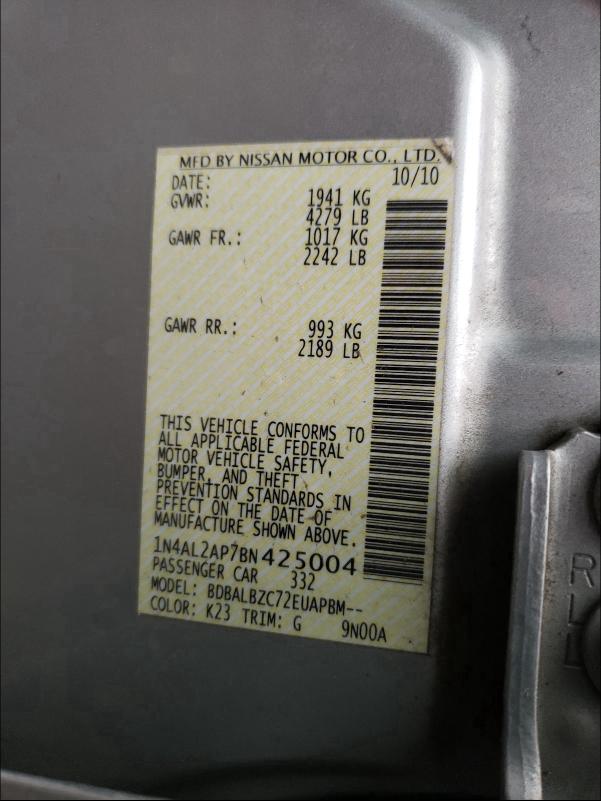 MFD BY NISSAN MOTOR CO., LTD.
DATE: 10/10
GVWR: 1941 KG
4279 LB
GAWR FR.: 1017 KG
2242 LB
GAWR RR.: 993 KG
2189 LB
THIS VEHICLE CONFORMS TO
ALL APPLICABLE FEDERAL
MOTOR VEHICLE SAFETY,
BUMPER, AND THEFT
PREVENTION STANDARDS IN
EFFECT ON THE DATE OF
MANUFACTURE SHOWN ABOVE.
1N4AL2AP7BN425004
PASSENGER CAR 332
MODEL: BDBALBZC72EUAPBM--
COLOR: K23 TRIM: G 9N00A